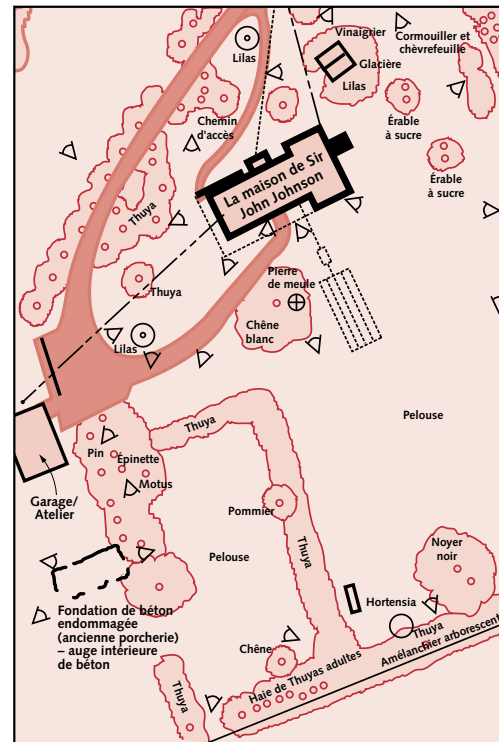 Lilas
Vinaigrier
Glacière
Lilas
Cormouiller et
chèvrefeuille
Érable
à sucre
Érable
à sucre
Chemin
d'accès
La maison de Sir
John Johnson
Thuya
Thuya
Pierre
de meule
Chêne
blanc
Lilas
Pelouse
Thuya
Pin
Épinette
Motus
Garage/
Atelier
Pommier
Thuya
Pelouse
Noyer
noir
Hortensia
Fondation de béton
endommagée
(ancienne porcherie)
– auge intérieure
de béton
Chêne
Thuya
Haie de Thuyas adultes
Thuya
Amélanchier arborescent